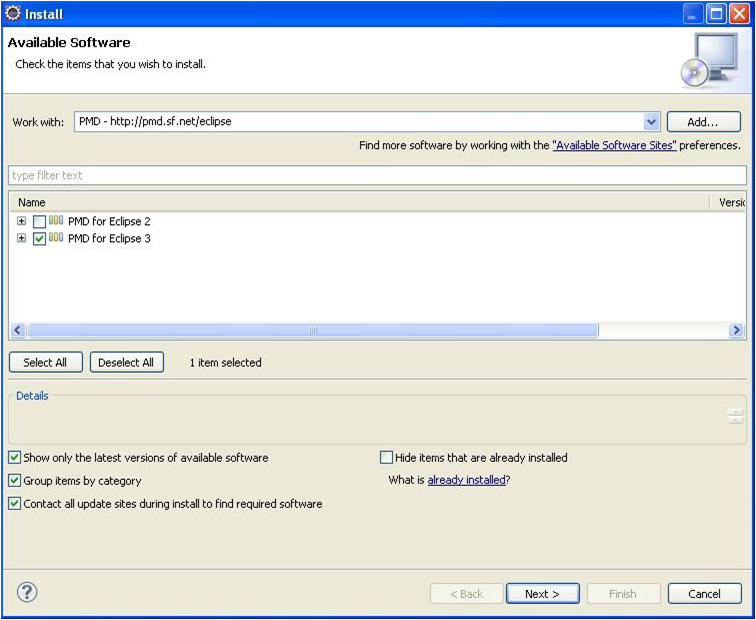 Install
Available Software
Check the items that you wish to install.
Work with: PMD - http://pmd.sf.net/eclipse Add...
Find more software by working with the "Available Software Sites" preferences.
type filter text
Name Versic
PMD for Eclipse 2
PMD for Eclipse 3
Select All Deselect All 1 item selected
Details
Show only the latest versions of available software Hide items that are already installed
Group items by category What is already installed?
Contact all update sites during install to find required software
? < Back Next > Finish Cancel